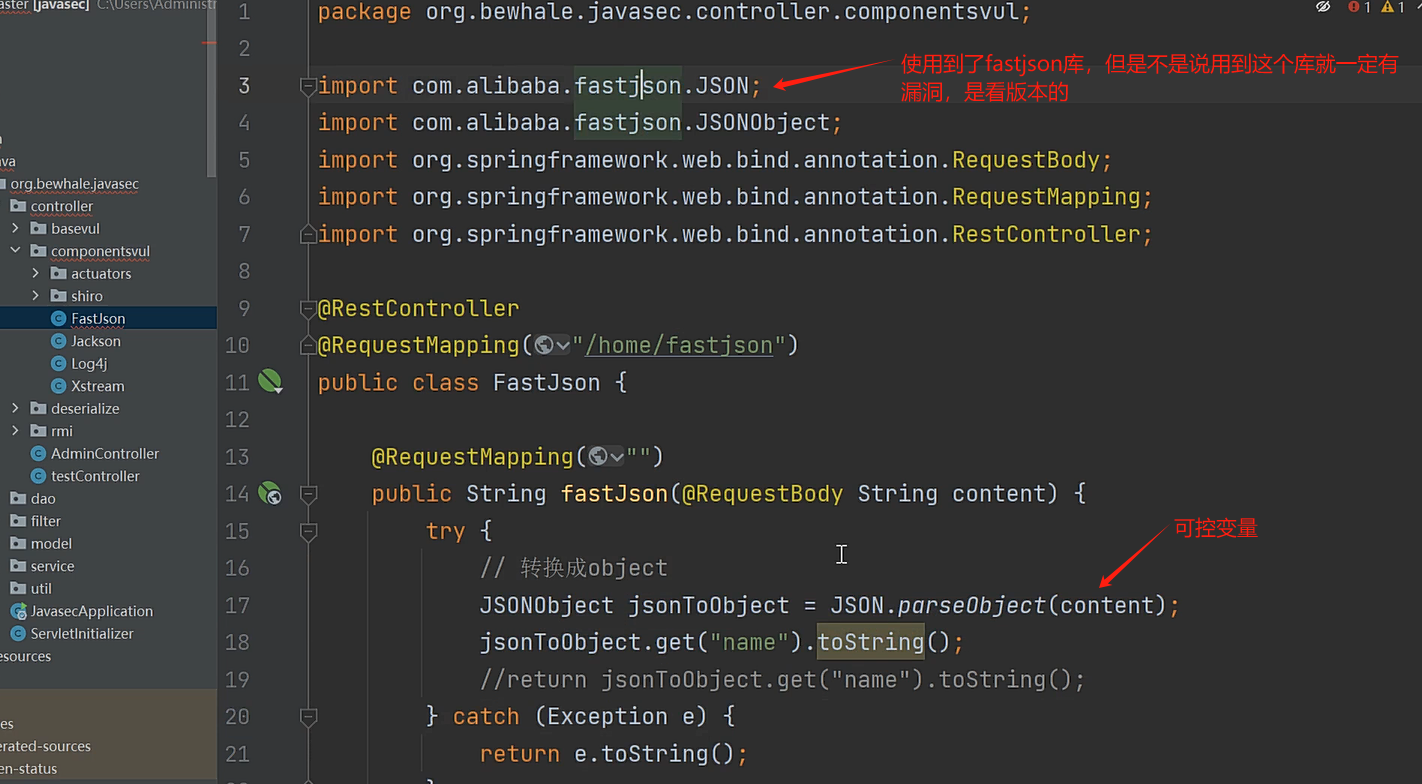 aster [javasec] C:\Users\Administr
va
org.bewhale.javasec
controller
basevul
componentsvul
actuators
shiro
FastJson
Jackson
Log4j
Xstream
deserialize
rmi
AdminController
testController
dao
filter
model
service
util
JavasecApplication
ServletInitializer
esources
es
erated-sources
en-status
1 package org.bewhale.javasec.controller.componentsvul;
2
3 import com.alibaba.fastjson.JSON;
4 import com.alibaba.fastjson.JSONObject;
5 import org.springframework.web.bind.annotation.RequestBody;
6 import org.springframework.web.bind.annotation.RequestMapping;
7 import org.springframework.web.bind.annotation.RestController;
8
9 @RestController
10 @RequestMapping("/home/fastjson")
11 public class FastJson {
12
13 @RequestMapping("")
14 public String fastJson(@RequestBody String content) {
15 try {
16 // 转换成object
17 JSONObject jsonToObject = JSON.parseObject(content);
18 jsonToObject.get("name").toString();
19 //return jsonToObject.get("name").toString();
20 } catch (Exception e) {
21 return e.toString();
1 1
使用到了fastjson库，但是不是说用到这个库就一定有
漏洞，是看版本的
可控变量